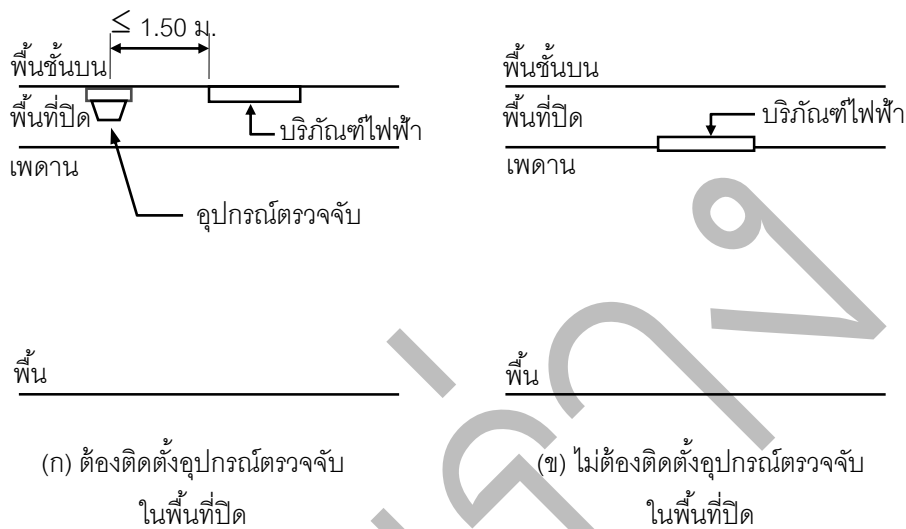 ≤ 1.50 ม.
พื้นชั้นบน
พื้นที่ปิด
บริภัณฑ์ไฟฟ้า
เพดาน
อุปกรณ์ตรวจจับ
พื้น
(ก) ต้องติดตั้งอุปกรณ์ตรวจจับ
ในพื้นที่ปิด
พื้นชั้นบน
พื้นที่ปิด
บริภัณฑ์ไฟฟ้า
เพดาน
พื้น
(ข) ไม่ต้องติดตั้งอุปกรณ์ตรวจจับ
ในพื้นที่ปิด
ร่าง